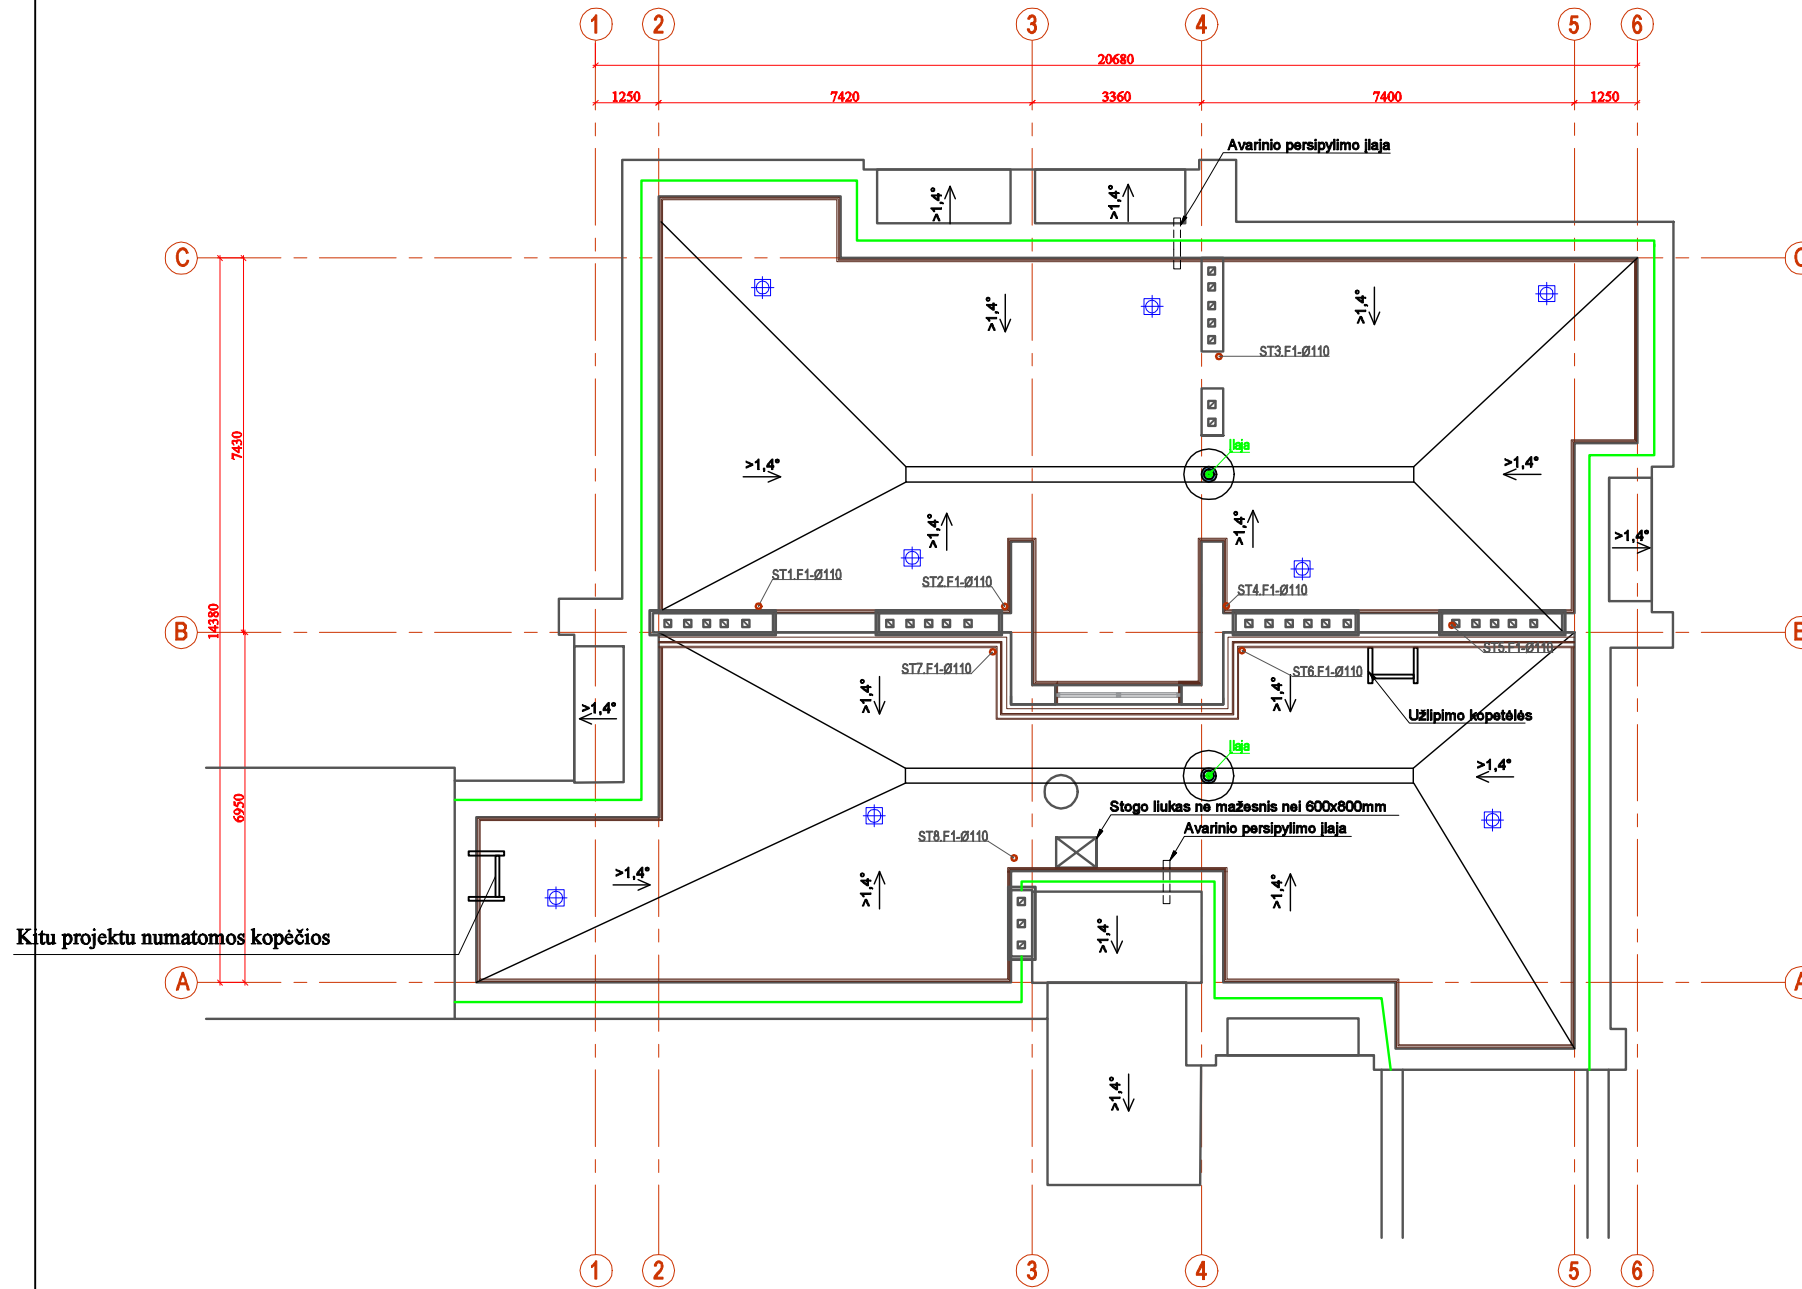 1 2 3 4 5 6
20680
1250 7420 3360 7400 1250
Avarinio persipylimo įlaja
>1,4° >1,4°
C
>1,4° >1,4°
ST3.F1-Ø110
7430
Įlaja
>1,4° >1,4°
>1,4° >1,4° >1,4°
ST1.F1-Ø110 ST2.F1-Ø110 ST4.F1-Ø110
14380
B
ST5.F1-Ø110
ST7.F1-Ø110 ST6.F1-Ø110
>1,4° >1,4° >1,4°
Užlipimo kopetėlės
Įlaja
>1,4°
6950
Stogo liukas ne mažesnis nei 600x800mm
Avarinio persipylimo įlaja
ST8.F1-Ø110
>1,4° >1,4° >1,4°
Kitu projektu numatomos kopėčios
>1,4°
A
>1,4°
1 2 3 4 5 6